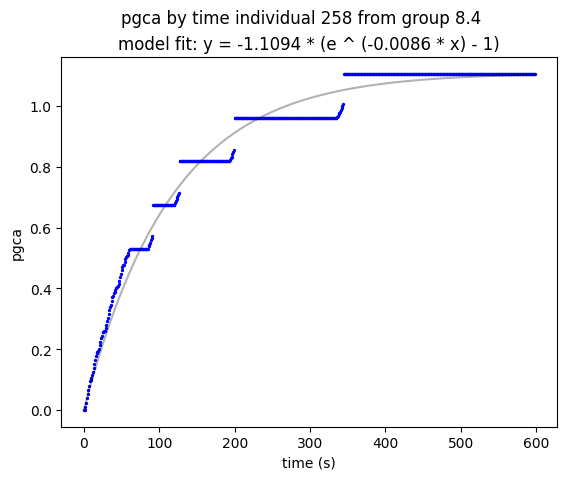 pgca by time individual 258 from group 8.4
model fit: y = -1.1094 * (e ^ (-0.0086 * x) - 1)
1.0
0.8
0.6
0.4
0.2
0.0
pgca
0 100 200 300 400 500 600
time (s)